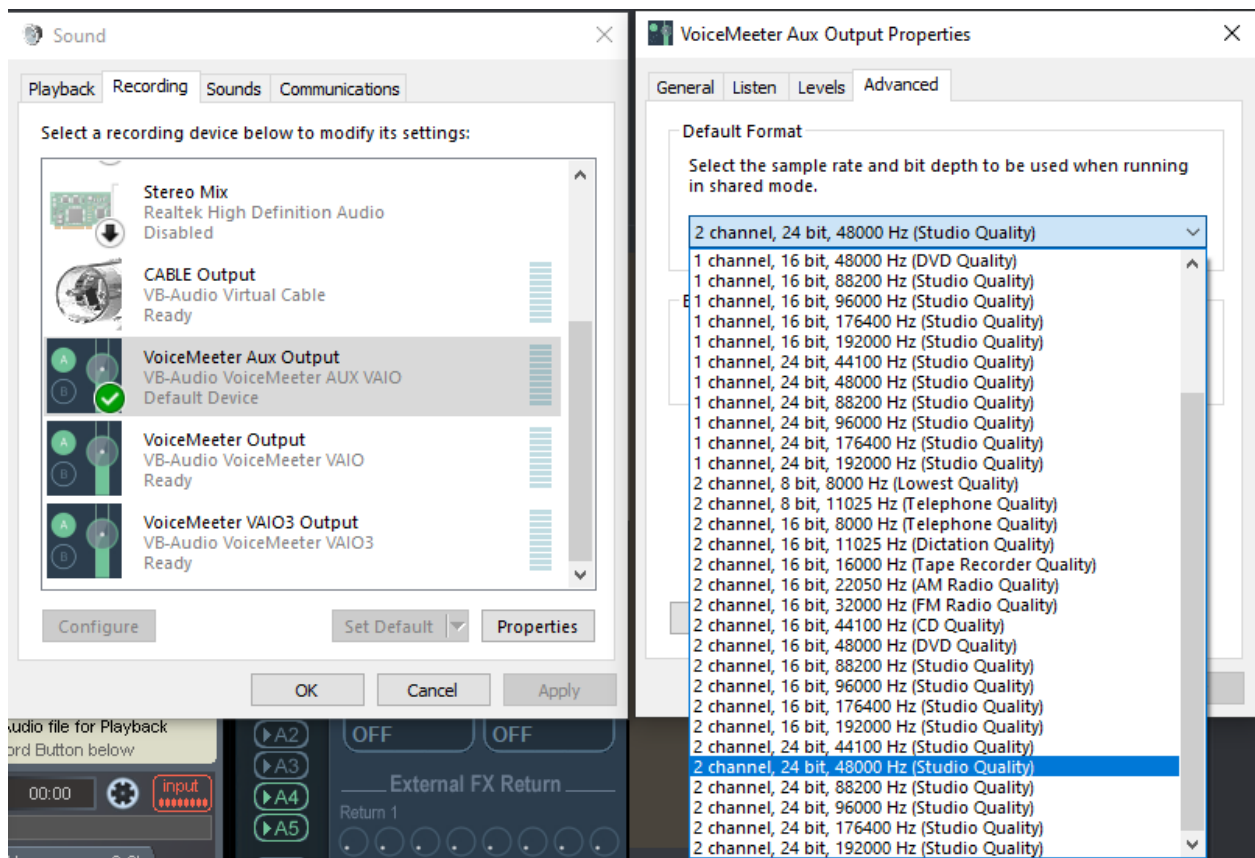 Sound
Playback Recording Sounds Communications
Select a recording device below to modify its settings:
Stereo Mix
Realtek High Definition Audio
Disabled
CABLE Output
VB-Audio Virtual Cable
Ready
VoiceMeeter Aux Output
VB-Audio VoiceMeeter AUX VAIO
Default Device
VoiceMeeter Output
VB-Audio VoiceMeeter VAIO
Ready
VoiceMeeter VAIO3 Output
VB-Audio VoiceMeeter VAIO3
Ready
Configure Set Default Properties
OK Cancel Apply
VoiceMeeter Aux Output Properties
General Listen Levels Advanced
Default Format
Select the sample rate and bit depth to be used when running
in shared mode.
2 channel, 24 bit, 48000 Hz (Studio Quality)
1 channel, 16 bit, 48000 Hz (DVD Quality)
1 channel, 16 bit, 88200 Hz (Studio Quality)
1 channel, 16 bit, 96000 Hz (Studio Quality)
1 channel, 16 bit, 176400 Hz (Studio Quality)
1 channel, 16 bit, 192000 Hz (Studio Quality)
1 channel, 24 bit, 44100 Hz (Studio Quality)
1 channel, 24 bit, 48000 Hz (Studio Quality)
1 channel, 24 bit, 88200 Hz (Studio Quality)
1 channel, 24 bit, 96000 Hz (Studio Quality)
1 channel, 24 bit, 176400 Hz (Studio Quality)
1 channel, 24 bit, 192000 Hz (Studio Quality)
2 channel, 8 bit, 8000 Hz (Lowest Quality)
2 channel, 8 bit, 11025 Hz (Telephone Quality)
2 channel, 16 bit, 8000 Hz (Telephone Quality)
2 channel, 16 bit, 11025 Hz (Dictation Quality)
2 channel, 16 bit, 16000 Hz (Tape Recorder Quality)
2 channel, 16 bit, 22050 Hz (AM Radio Quality)
2 channel, 16 bit, 32000 Hz (FM Radio Quality)
2 channel, 16 bit, 44100 Hz (CD Quality)
2 channel, 16 bit, 48000 Hz (DVD Quality)
2 channel, 16 bit, 88200 Hz (Studio Quality)
2 channel, 16 bit, 96000 Hz (Studio Quality)
2 channel, 16 bit, 176400 Hz (Studio Quality)
2 channel, 16 bit, 192000 Hz (Studio Quality)
2 channel, 24 bit, 44100 Hz (Studio Quality)
2 channel, 24 bit, 48000 Hz (Studio Quality)
2 channel, 24 bit, 88200 Hz (Studio Quality)
2 channel, 24 bit, 96000 Hz (Studio Quality)
2 channel, 24 bit, 176400 Hz (Studio Quality)
2 channel, 24 bit, 192000 Hz (Studio Quality)
Audio file for Playback
Button below
00:00 input
A2 OFF OFF
A3
A4 External FX Return
A5 Return 1